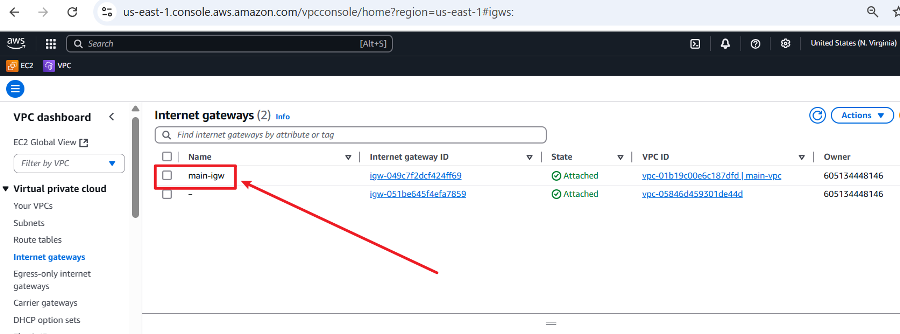 us-east-1.console.aws.amazon.com/vpcconsole/home?region=us-east-1#igws:
aws
Search
[Alt+S]
United States (N. Virginia)
EC2
VPC
VPC dashboard
EC2 Global View
Filter by VPC
Virtual private cloud
Your VPCs
Subnets
Route tables
Internet gateways
Egress-only internet
gateways
Carrier gateways
DHCP option sets
Internet gateways (2) Info
Find internet gateways by attribute or tag
Actions
Name Internet gateway ID State VPC ID Owner
main-igw igw-049c7f2dcf424ff69 Attached vpc-01b19c00e6c187dfd | main-vpc 605134448146
– igw-051be645f4efa7859 Attached vpc-05846d459301de44d 605134448146